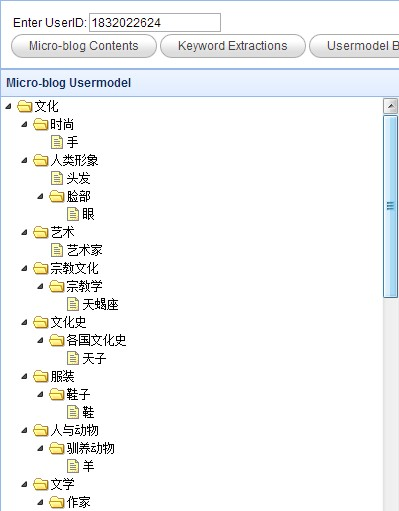 Enter UserID: 1832022624
Micro-blog Contents Keyword Extractions Usermodel B
Micro-blog Usermodel
文化
时尚
手
人类形象
头发
脸部
眼
艺术
艺术家
宗教文化
宗教学
天蝎座
文化史
各国文化史
天子
服装
鞋子
鞋
人与动物
驯养动物
羊
文学
作家